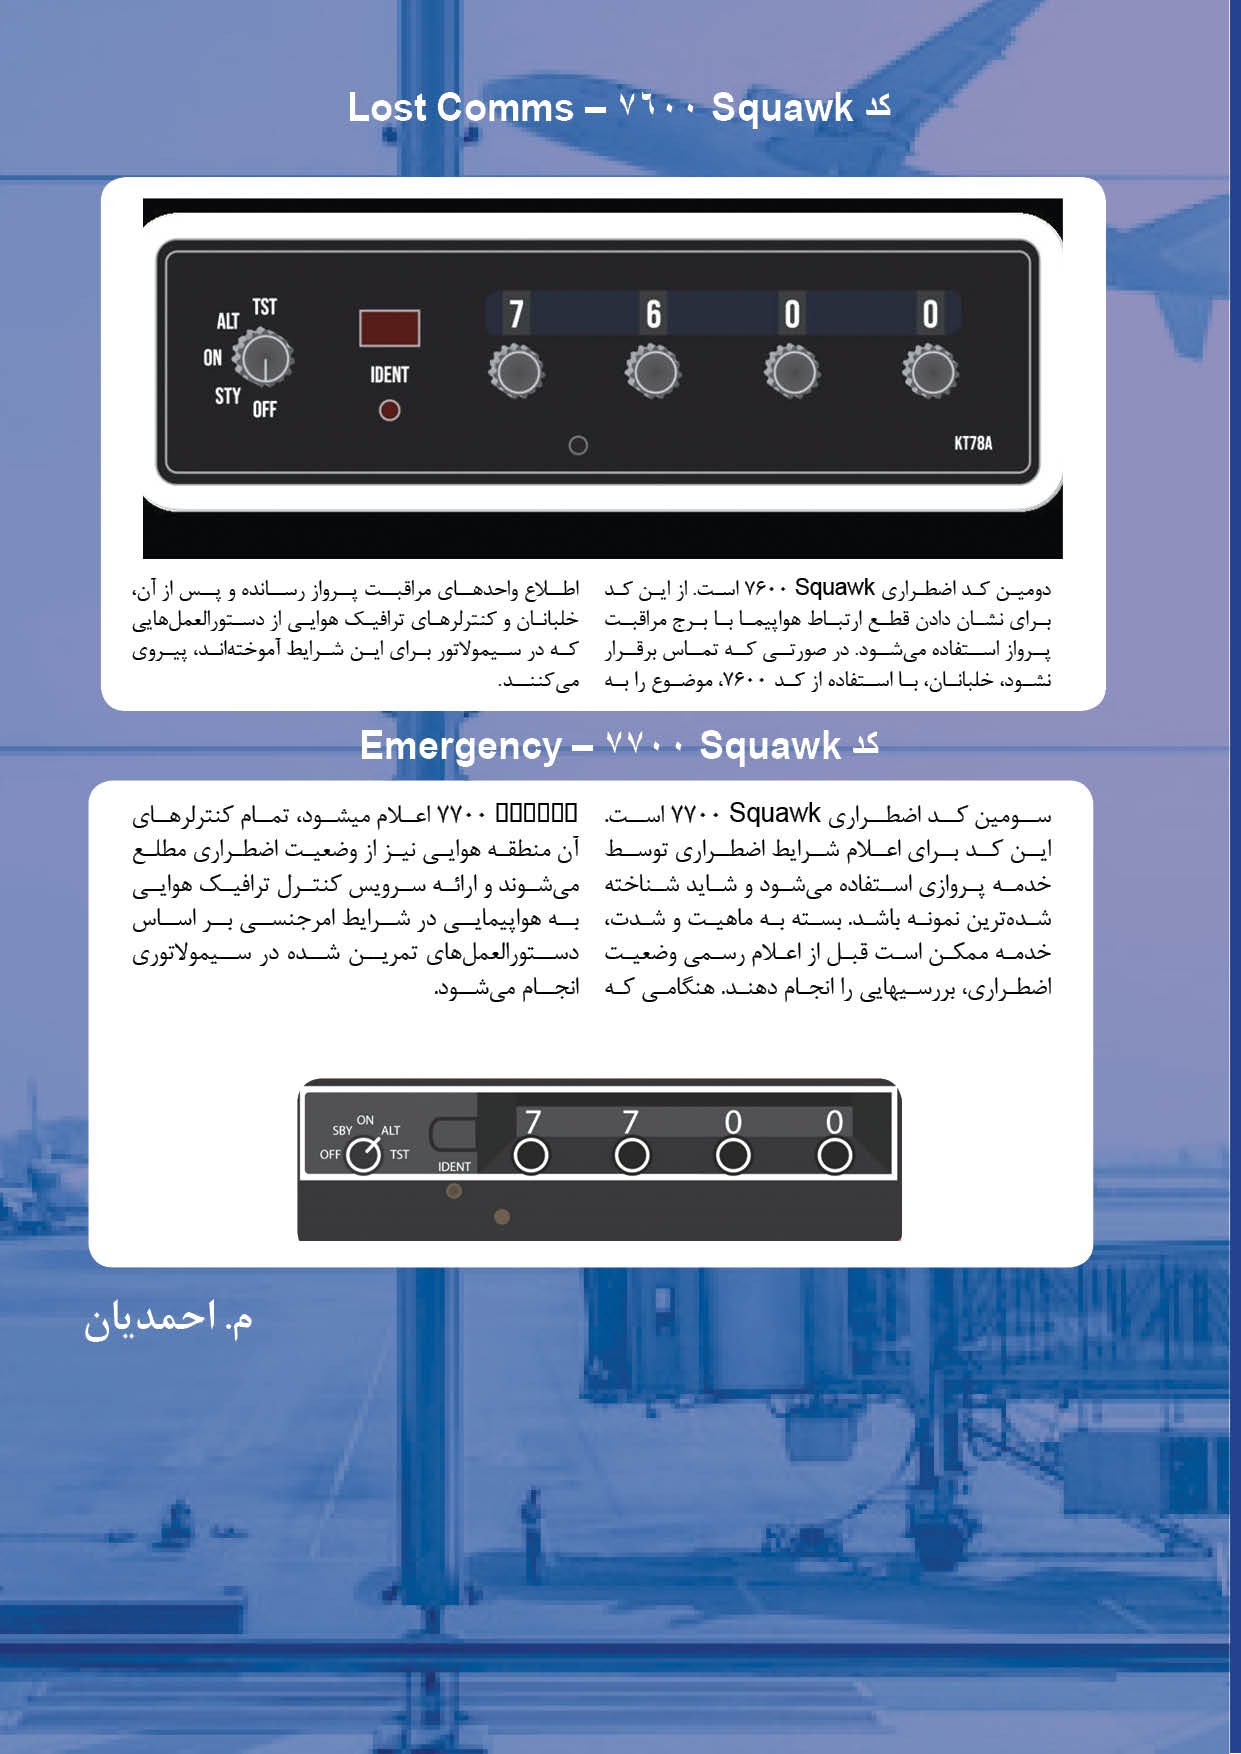 کد Squawk ۷۶۰۰ – Lost Comms
TST
ALT
ON
STY
OFF
IDENT
7 6 0 0
KT78A
دومین کد اضطراری Squawk ۷۶۰۰ است. از این کد
برای نشان دادن قطع ارتباط هواپیما با برج مراقبت
پرواز استفاده می‌شود. در صورتی که تماس برقرار
نشود، خلبانان، با استفاده از کد ۷۶۰۰، موضوع را به
اطلاع واحدهای مراقبت پرواز رسانده و پس از آن،
خلبانان و کنترلرهای ترافیک هوایی از دستورالعمل‌هایی
که در سیمولاتور برای این شرایط آموخته‌اند، پیروی
می‌کنند.
کد Squawk ۷۷۰۰ – Emergency
سومین کد اضطراری Squawk ۷۷۰۰ است.
این کد برای اعلام شرایط اضطراری توسط
خدمه پروازی استفاده می‌شود و شاید شناخته
شده‌ترین نمونه باشد. بسته به ماهیت و شدت،
خدمه ممکن است قبل از اعلام رسمی وضعیت
اضطراری، بررسیهایی را انجام دهند. هنگامی که
۷۷۰۰ اعلام میشود، تمام کنترلرهای
آن منطقه هوایی نیز از وضعیت اضطراری مطلع
می‌شوند و ارائه سرویس کنترل ترافیک هوایی
به هواپیمایی در شرایط امرجنسی بر اساس
دستورالعمل‌های تمرین شده در سیمولاتوری
انجام می‌شود.
ON
SBY
ALT
OFF
TST
IDENT
7 7 0 0
م. احمدیان